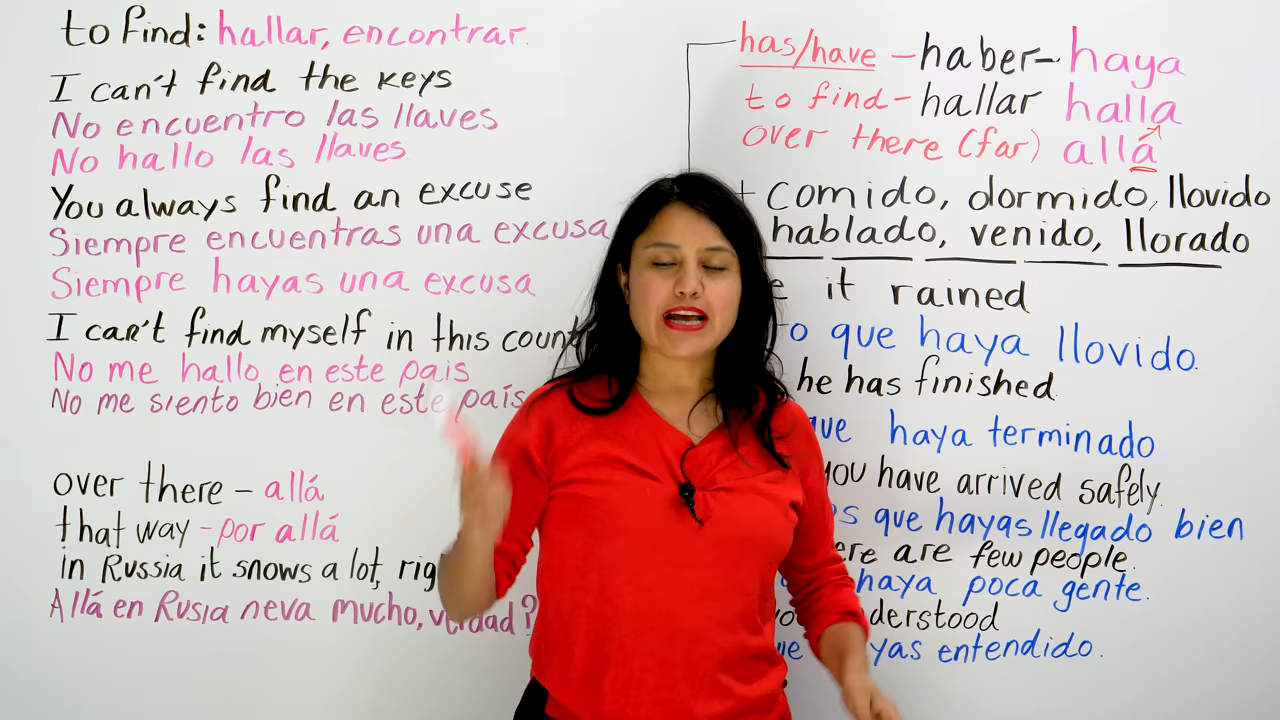 to find: hallar, encontrar.
I can't find the keys
No encuentro las llaves
No hallo las llaves.
You always find an excuse
Siempre encuentras una excusa
Siempre hayas una excusa
I can't find myself in this
No me hallo en este pais
No me siento bien en este país
over there - allá
that way - por allá
in Russia it snows a lot,
Allá en Rusia neva mucho, verdad?
has/have - haber - haya
to find - hallar halla
over there (far) allá
+ comido, dormido, llovido
hablado, venido, llorado
it rained
que haya llovido.
he has finished.
haya terminado
you have arrived safely.
que hayas llegado bien
are few people.
haya poca gente.
entendido.